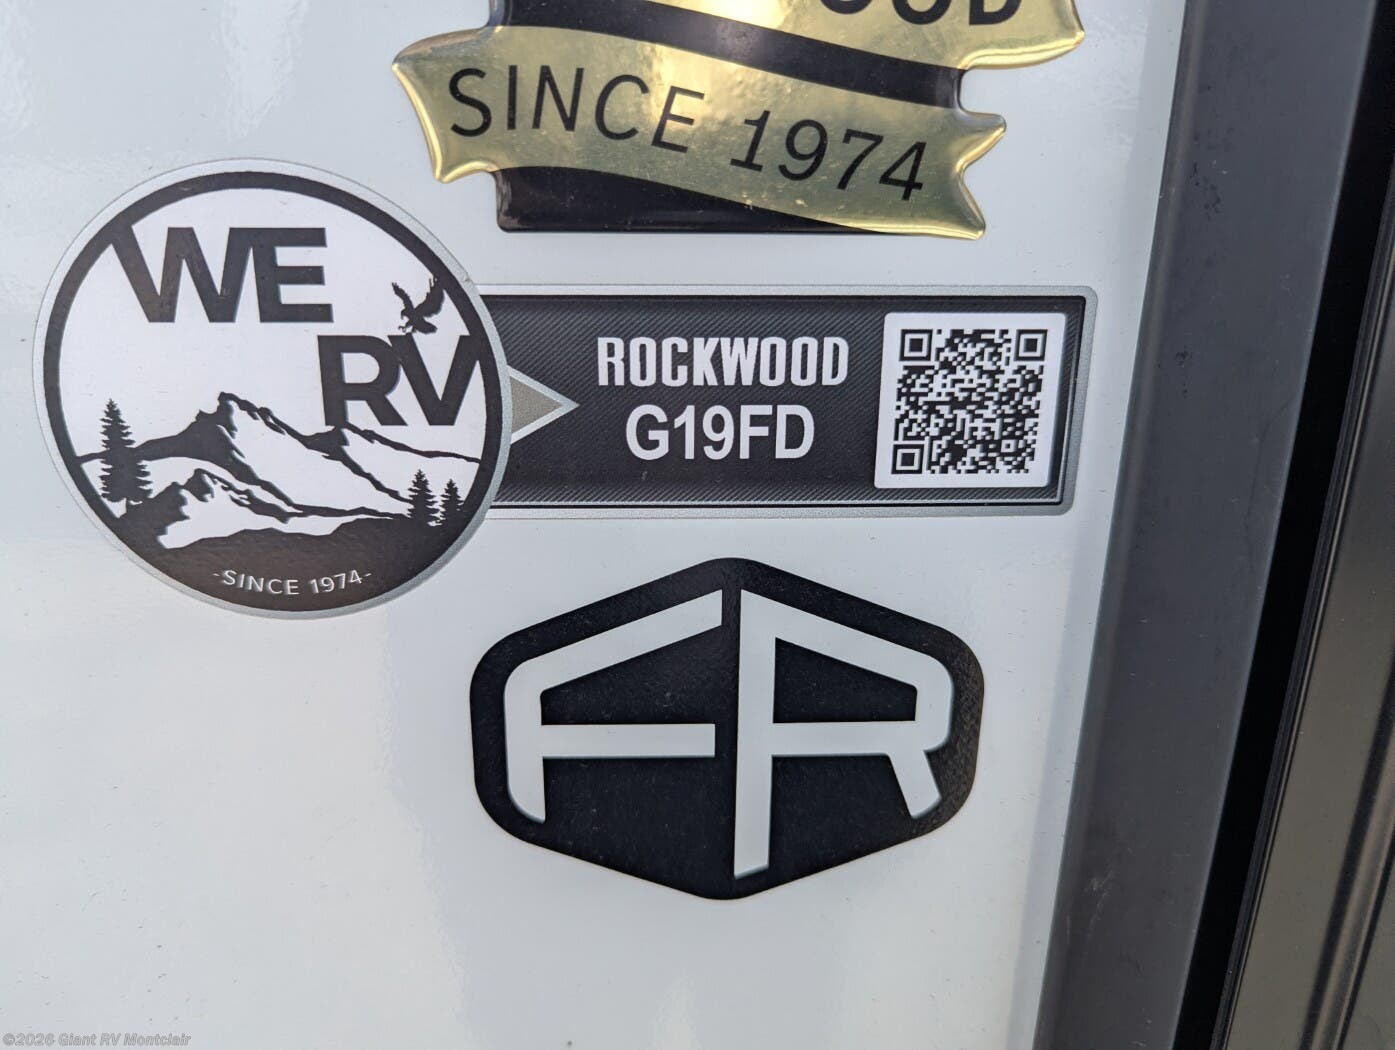 SINCE 1974
WE
RV
-SINCE 1974-
ROCKWOOD
G19FD
FR
©2026 Giant RV Montclair